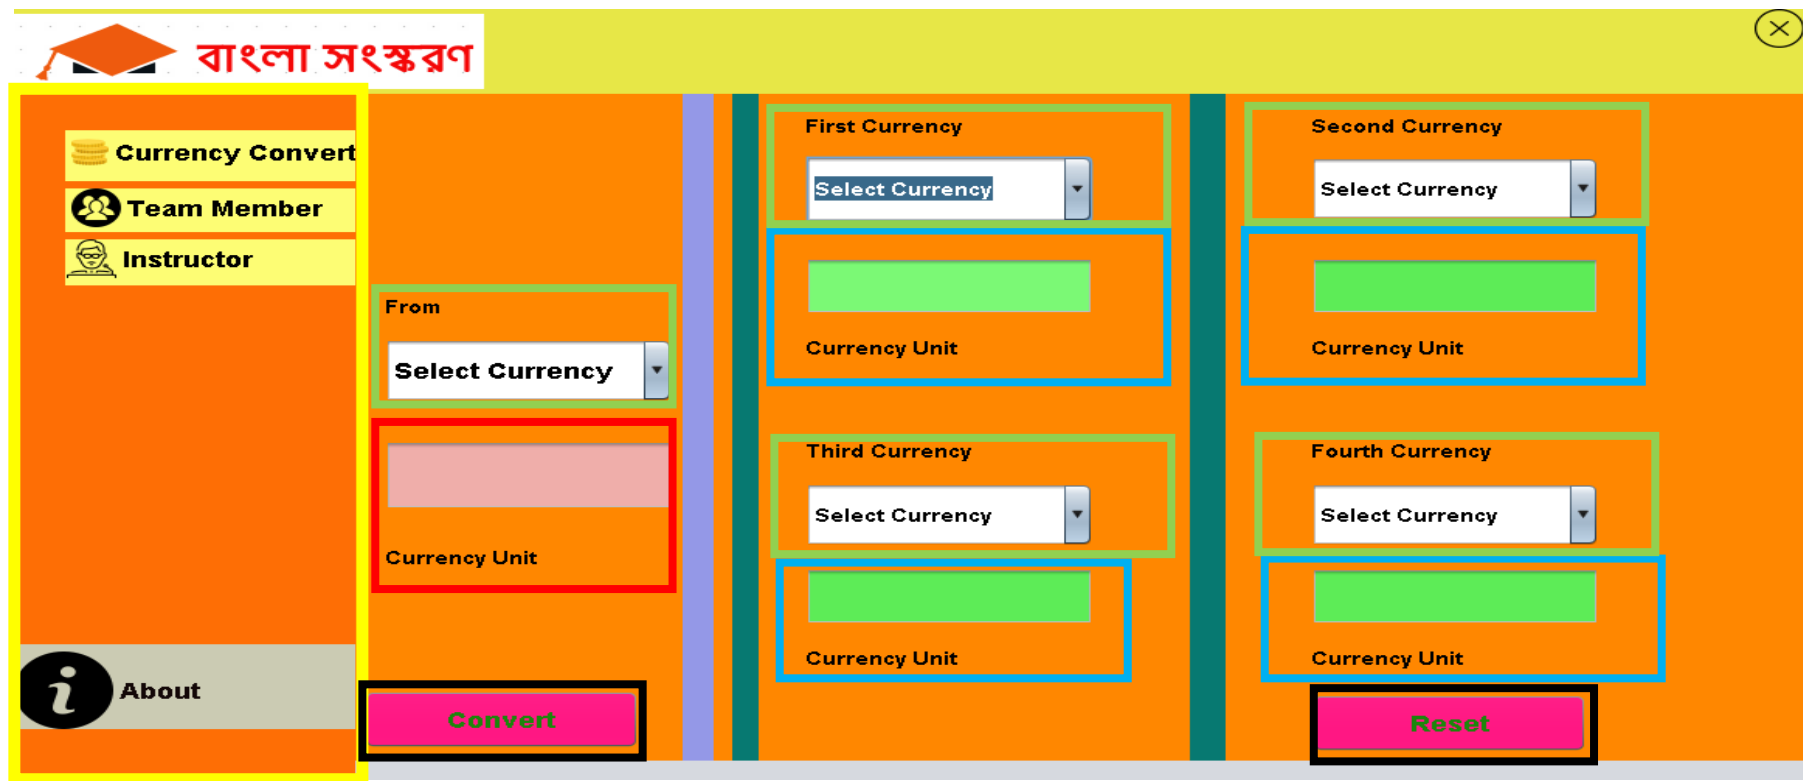 বাংলা সংস্করণ
Currency Convert
Team Member
Instructor
About
From
Select Currency
Currency Unit
Convert
First Currency
Select Currency
Currency Unit
Second Currency
Select Currency
Currency Unit
Third Currency
Select Currency
Currency Unit
Fourth Currency
Select Currency
Currency Unit
Reset